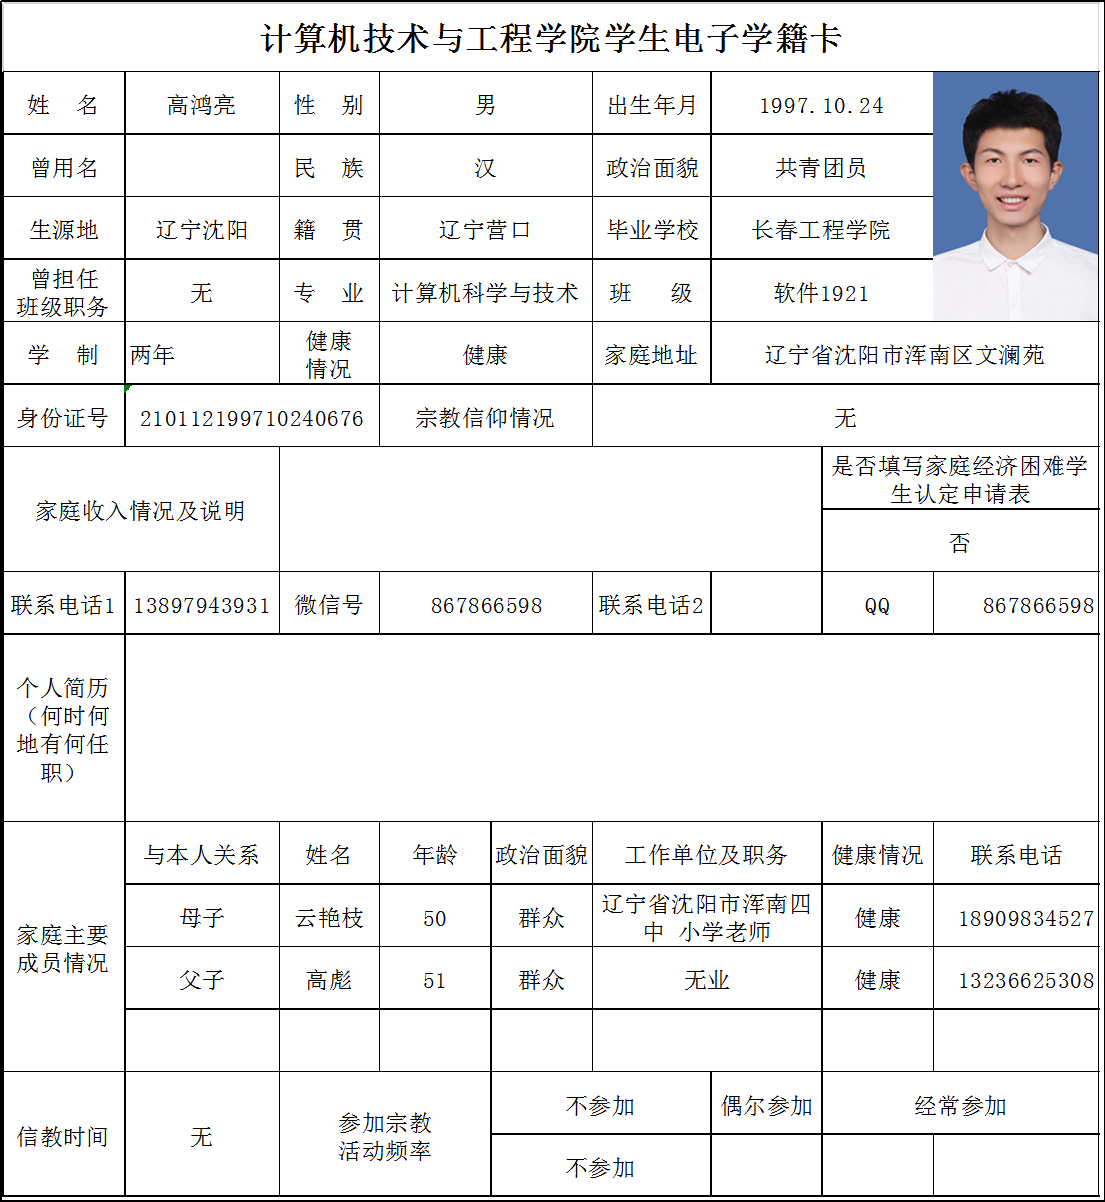 计算机技术与工程学院学生电子学籍卡
姓 名 高鸿亮 性 别 男 出生年月 1997.10.24
曾用名 民 族 汉 政治面貌 共青团员
生源地 辽宁沈阳 籍 贯 辽宁营口 毕业学校 长春工程学院
曾担任
班级职务 无 专 业 计算机科学与技术 班 级 软件1921
学 制 两年 健康
情况 健康 家庭地址 辽宁省沈阳市浑南区文澜苑
身份证号 210112199710240676 宗教信仰情况 无
家庭收入情况及说明 是否填写家庭经济困难学
生认定申请表
否
联系电话1 13897943931 微信号 867866598 联系电话2 QQ 867866598
个人简历
（何时何
地有何任
职）
家庭主要
成员情况
与本人关系 姓名 年龄 政治面貌 工作单位及职务 健康情况 联系电话
母子 云艳枝 50 群众 辽宁省沈阳市浑南四
中 小学老师 健康 18909834527
父子 高彪 51 群众 无业 健康 13236625308
信教时间 无 参加宗教
活动频率 不参加 偶尔参加 经常参加
不参加